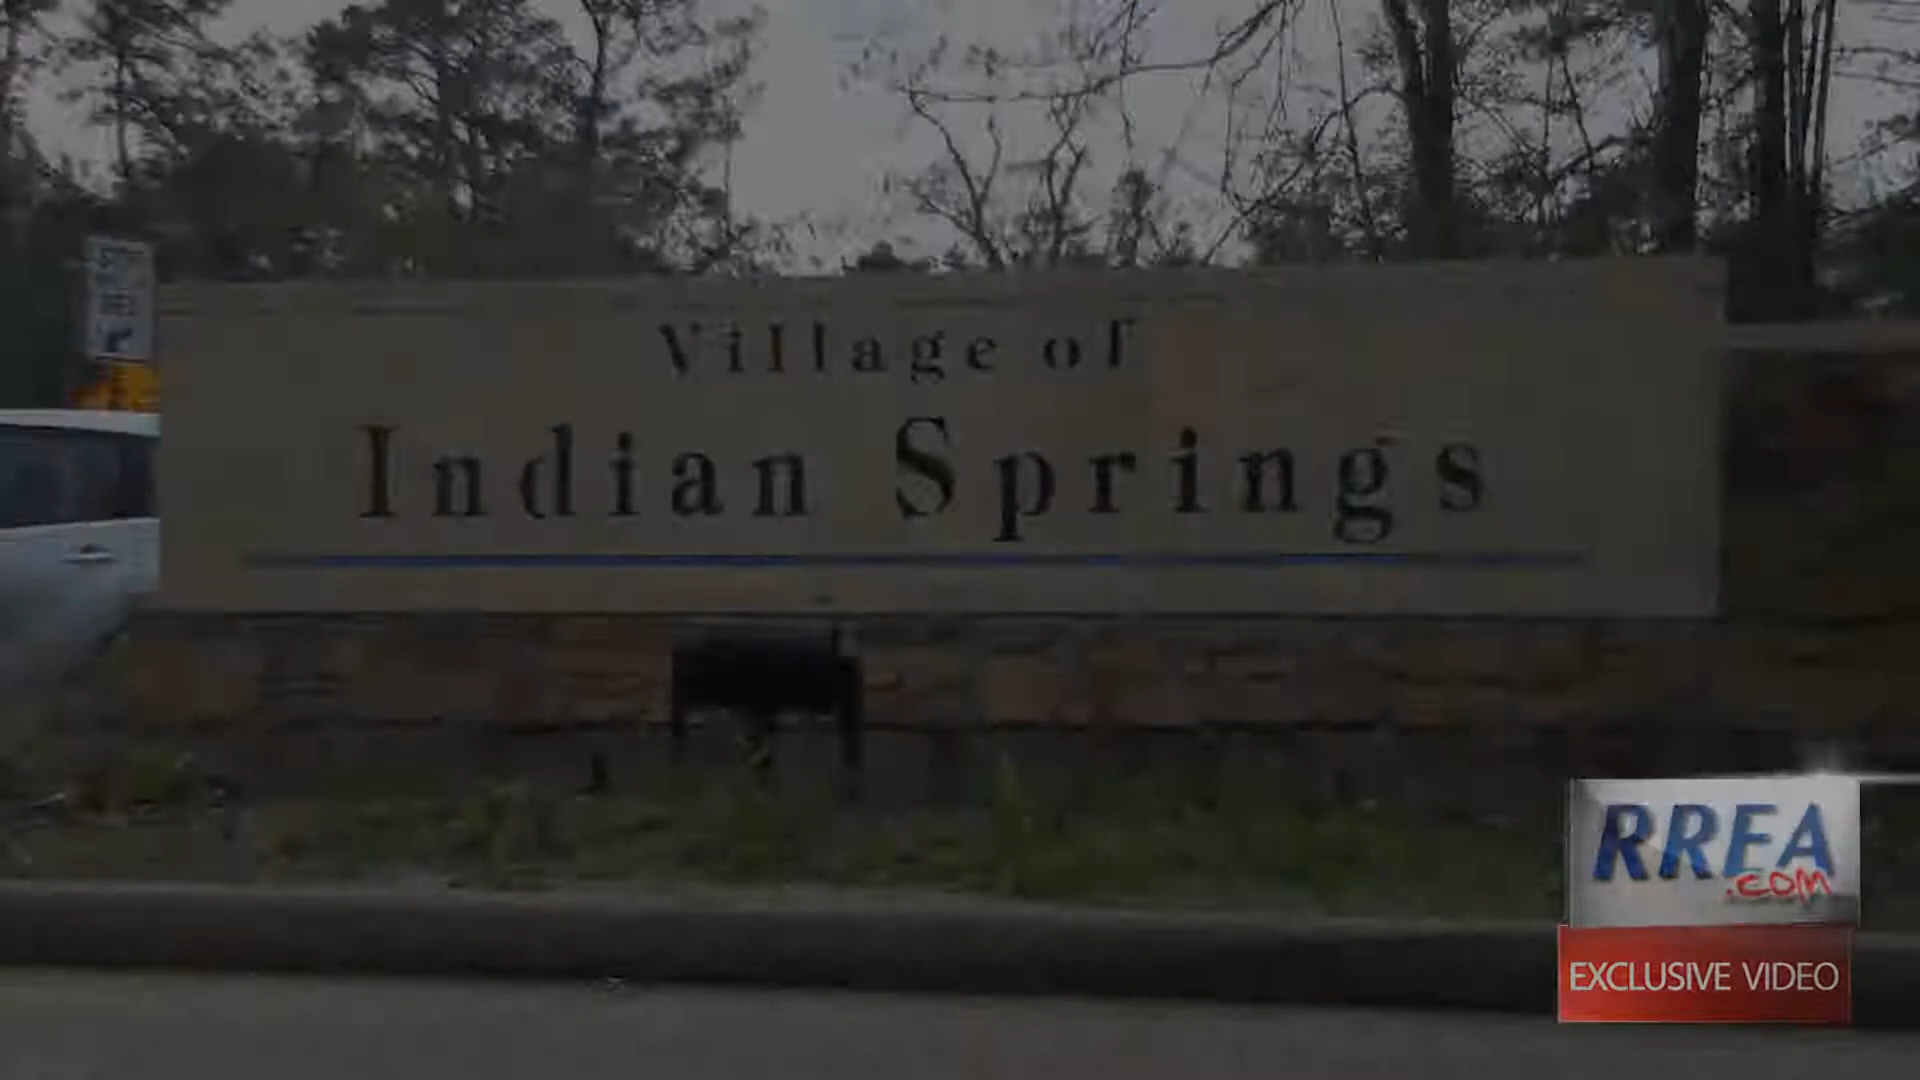 Village of
Indian Springs
RREA
.com
EXCLUSIVE VIDEO